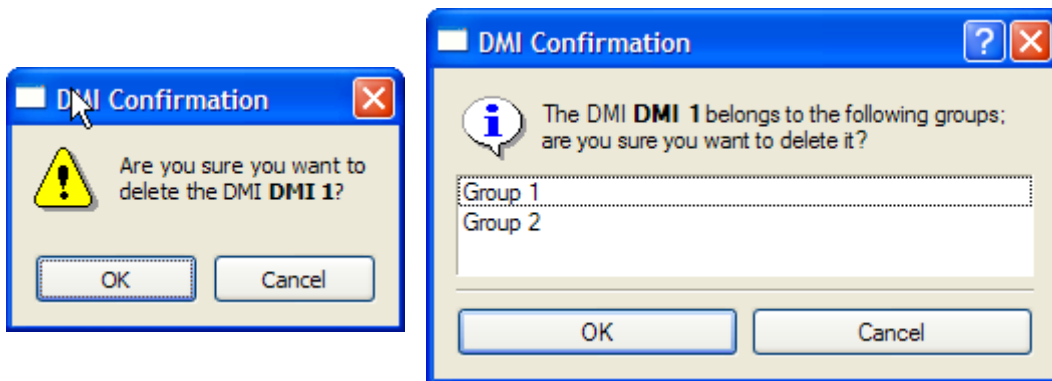 DMI Confirmation
Are you sure you want to
delete the DMI DMI 1?
OK
Cancel
DMI Confirmation
?
The DMI DMI 1 belongs to the following groups;
are you sure you want to delete it?
Group 1
Group 2
OK
Cancel